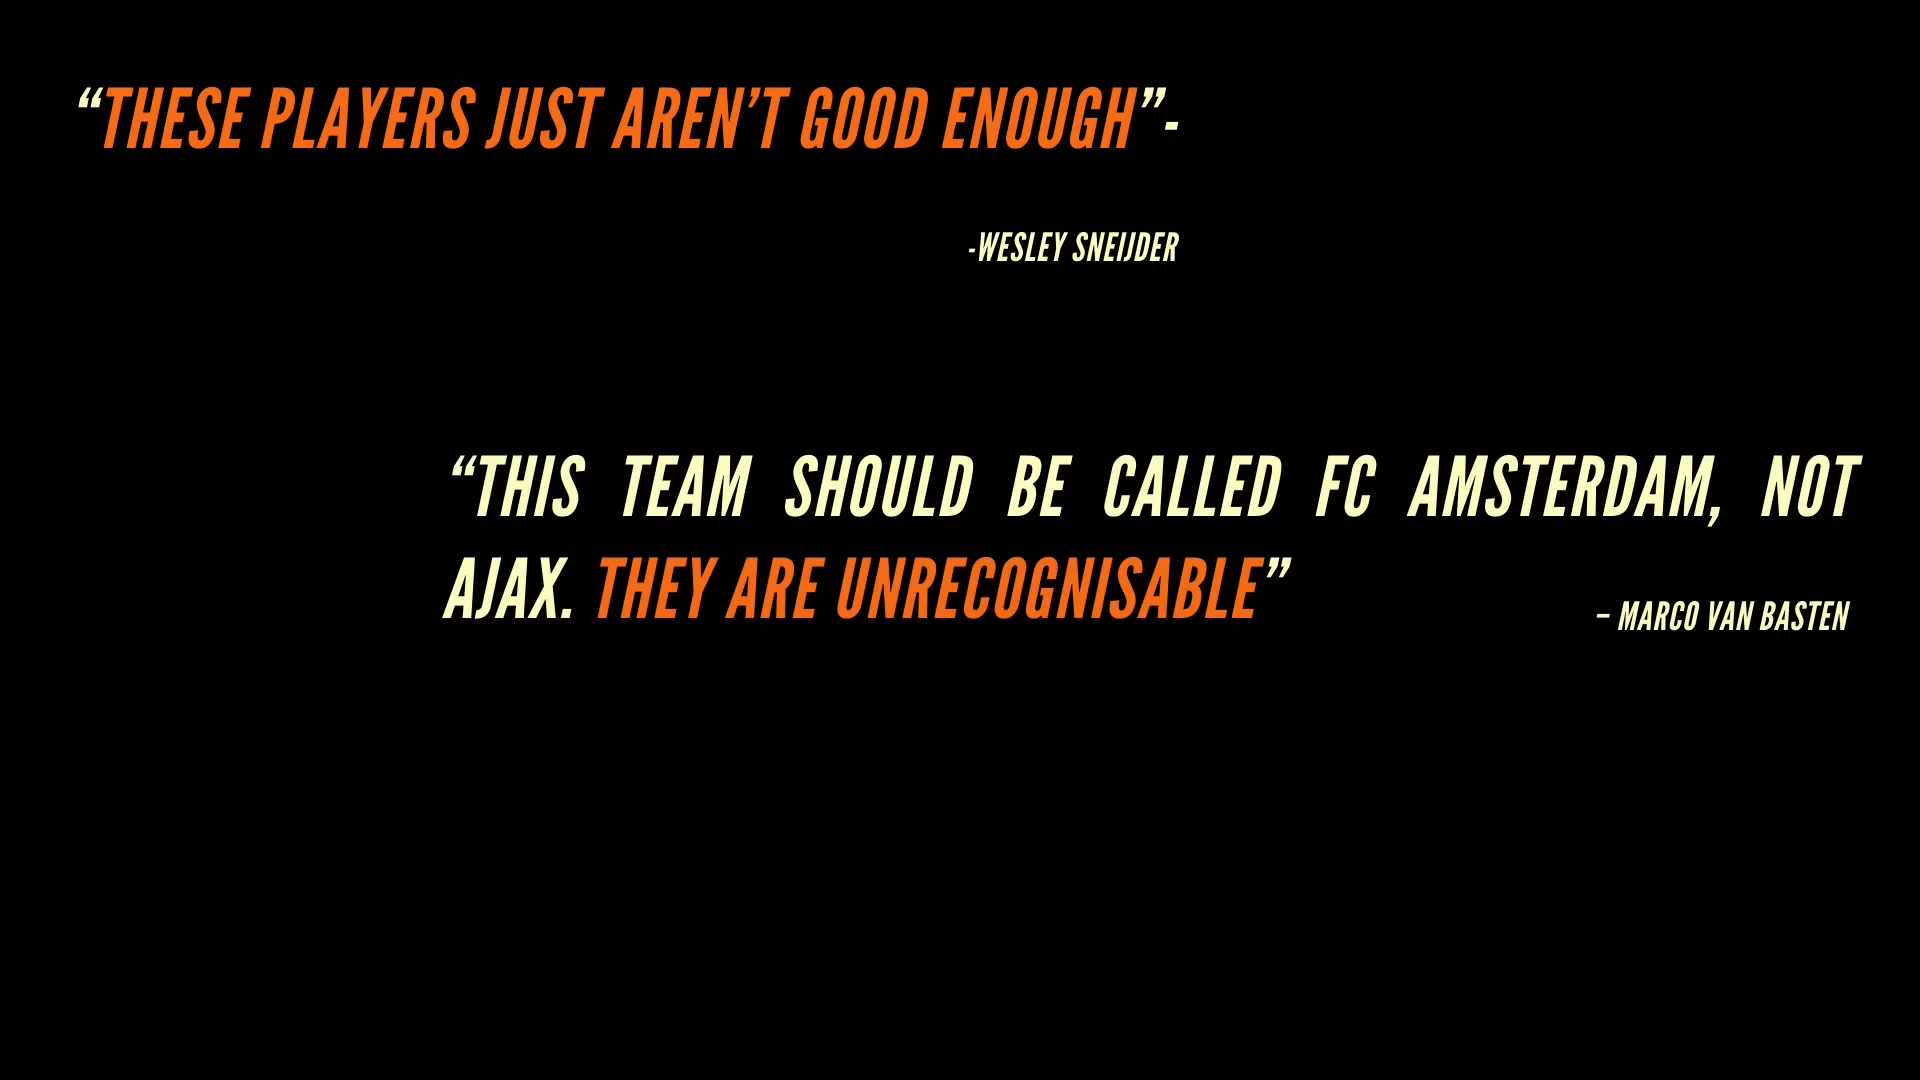 “THESE PLAYERS JUST AREN’T GOOD ENOUGH”-
-WESLEY SNEIJDER
“THIS TEAM SHOULD BE CALLED FC AMSTERDAM, NOT
AJAX. THEY ARE UNRECOGNISABLE”
– MARCO VAN BASTEN